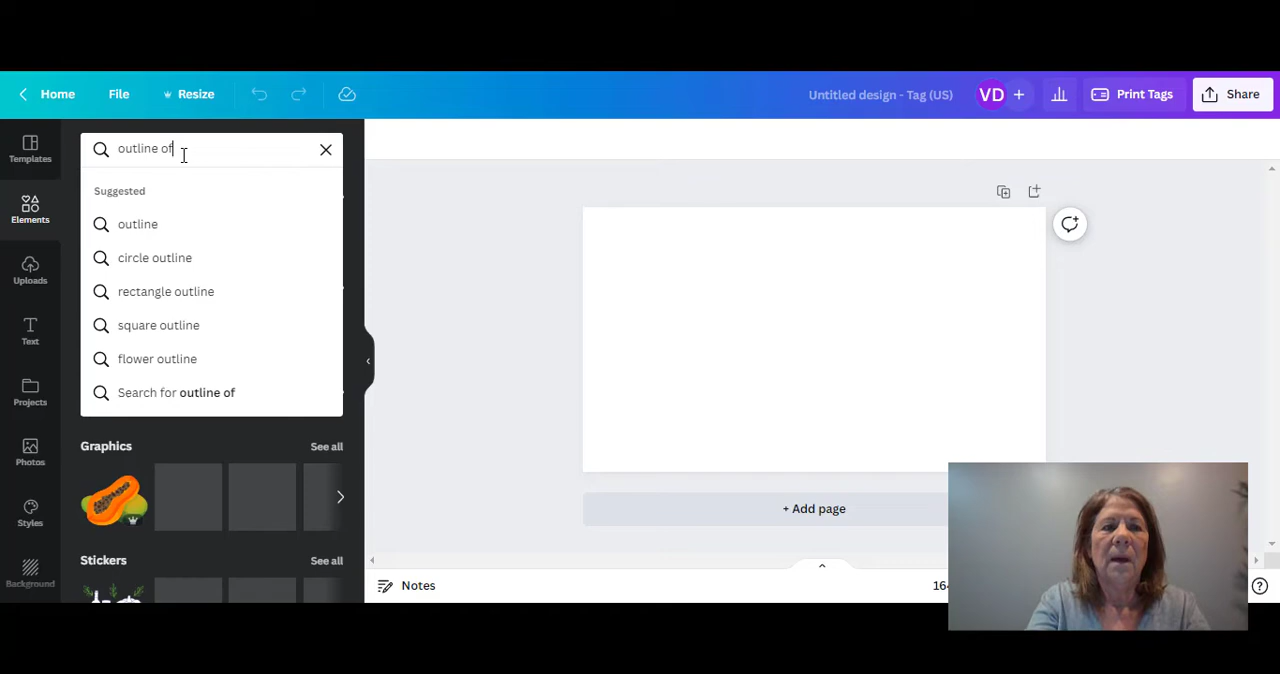 Home
File
Resize
Untitled design - Tag (US)
VD
Print Tags
Share
Templates
Elements
Uploads
Text
Projects
Photos
Styles
Background
outline of
Suggested
outline
circle outline
rectangle outline
square outline
flower outline
Search for outline of
Graphics
See all
Stickers
See all
+ Add page
Notes